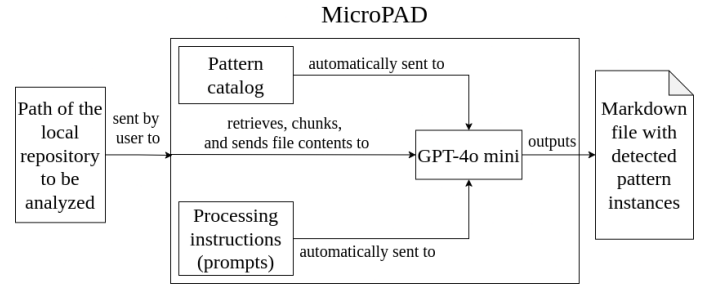 MicroPAD
Path of the
local
repository
to be
analyzed
sent by
user to
Pattern
catalog
automatically sent to
retrieves, chunks,
and sends file contents to
GPT-4o mini
Processing
instructions
(prompts)
automatically sent to
outputs
Markdown
file with
detected
pattern
instances